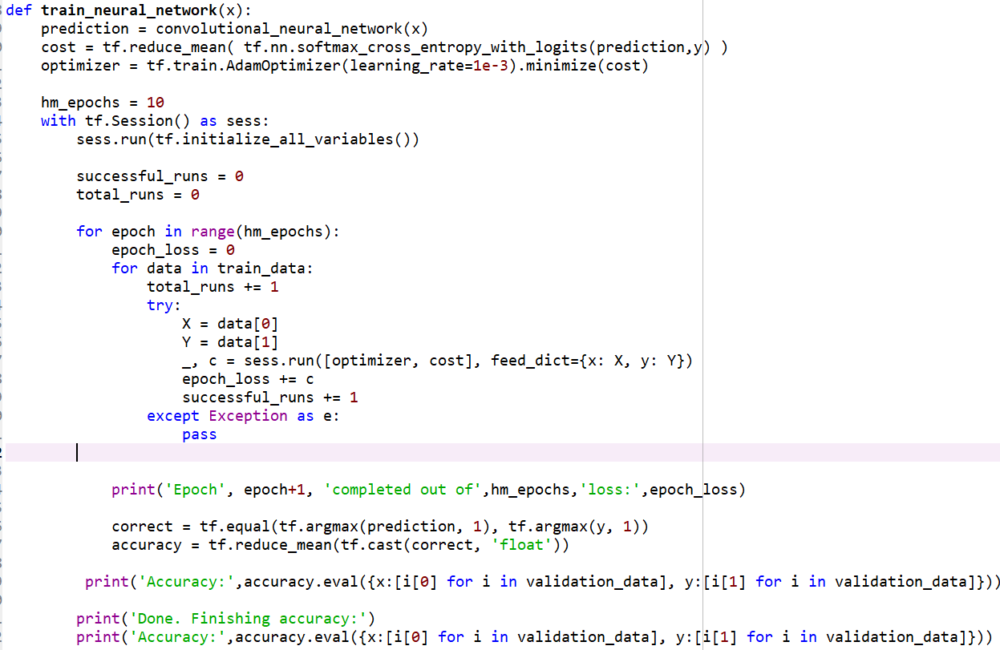 def train_neural_network(x):
    prediction = convolutional_neural_network(x)
    cost = tf.reduce_mean( tf.nn.softmax_cross_entropy_with_logits(prediction,y) )
    optimizer = tf.train.AdamOptimizer(learning_rate=1e-3).minimize(cost)
    hm_epochs = 10
    with tf.Session() as sess:
        sess.run(tf.initialize_all_variables())
        successful_runs = 0
        total_runs = 0
        for epoch in range(hm_epochs):
            epoch_loss = 0
            for data in train_data:
                total_runs += 1
                try:
                    X = data[0]
                    Y = data[1]
                    _, c = sess.run([optimizer, cost], feed_dict={x: X, y: Y})
                    epoch_loss += c
                    successful_runs += 1
                except Exception as e:
                    pass
            print('Epoch', epoch+1, 'completed out of',hm_epochs,'loss:',epoch_loss)
            correct = tf.equal(tf.argmax(prediction, 1), tf.argmax(y, 1))
            accuracy = tf.reduce_mean(tf.cast(correct, 'float'))
         print('Accuracy:',accuracy.eval({x:[i[0] for i in validation_data], y:[i[1] for i in validation_data]}))
        print('Done. Finishing accuracy:')
        print('Accuracy:',accuracy.eval({x:[i[0] for i in validation_data], y:[i[1] for i in validation_data]}))